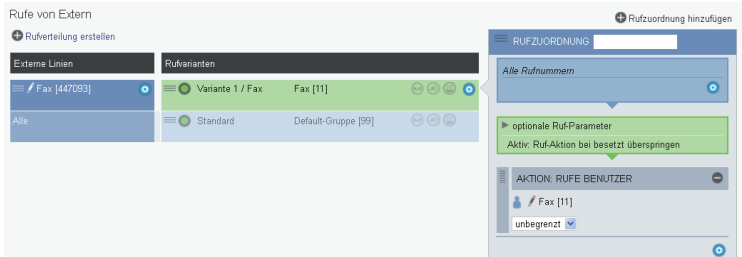 Rufe von Extern
Rufzuordnung hinzufügen
Rufverteilung erstellen
RUFZUORDNUNG
Externe Linien
Rufvarianten
Alle Rufnummern
Fax [447093]
Variante 1 / Fax
Fax [11]
Alle
Standard
Default-Gruppe [99]
optionale Ruf-Parameter
Aktiv: Ruf-Aktion bei besetzt überspringen
AKTION: RUFE BENUTZER
Fax [11]
unbegrenzt